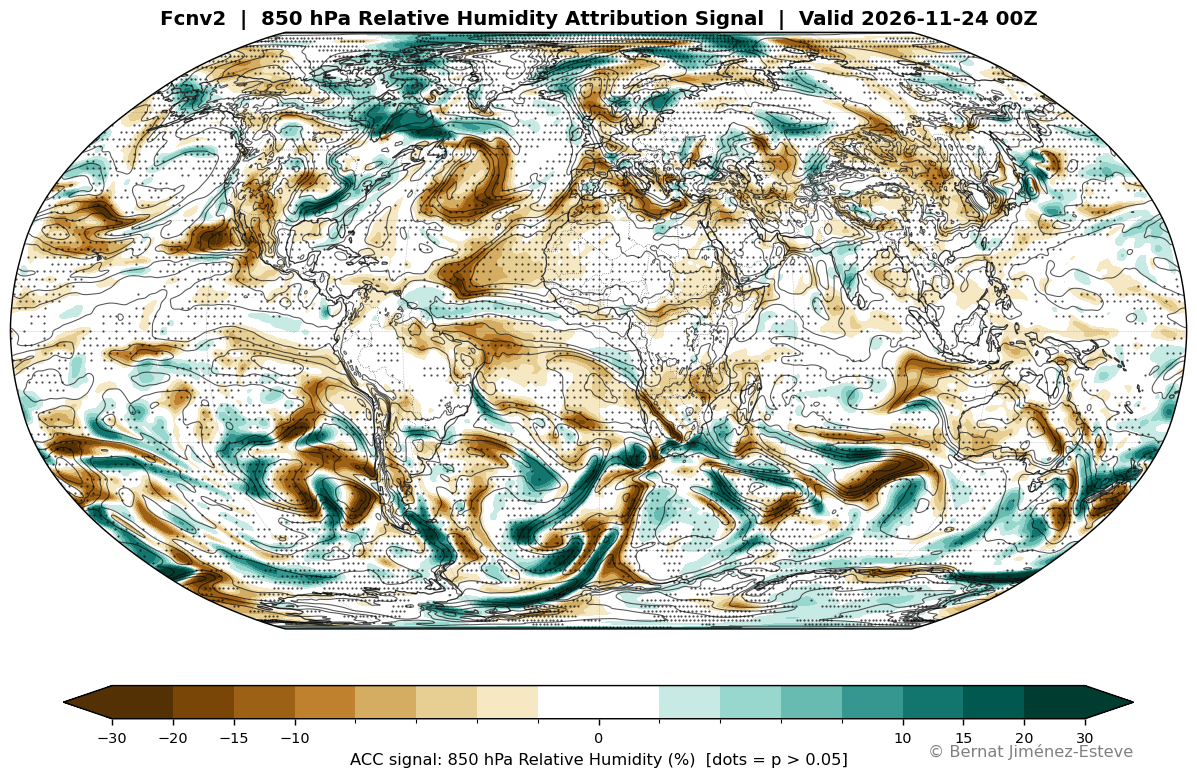 Fcnv2  |  850 hPa Relative Humidity Attribution Signal  |  Valid 2026-11-24 00Z
−30 −20 −15 −10 0 10 15 20 30
ACC signal: 850 hPa Relative Humidity (%)  [dots = p > 0.05]
© Bernat Jiménez-Esteve